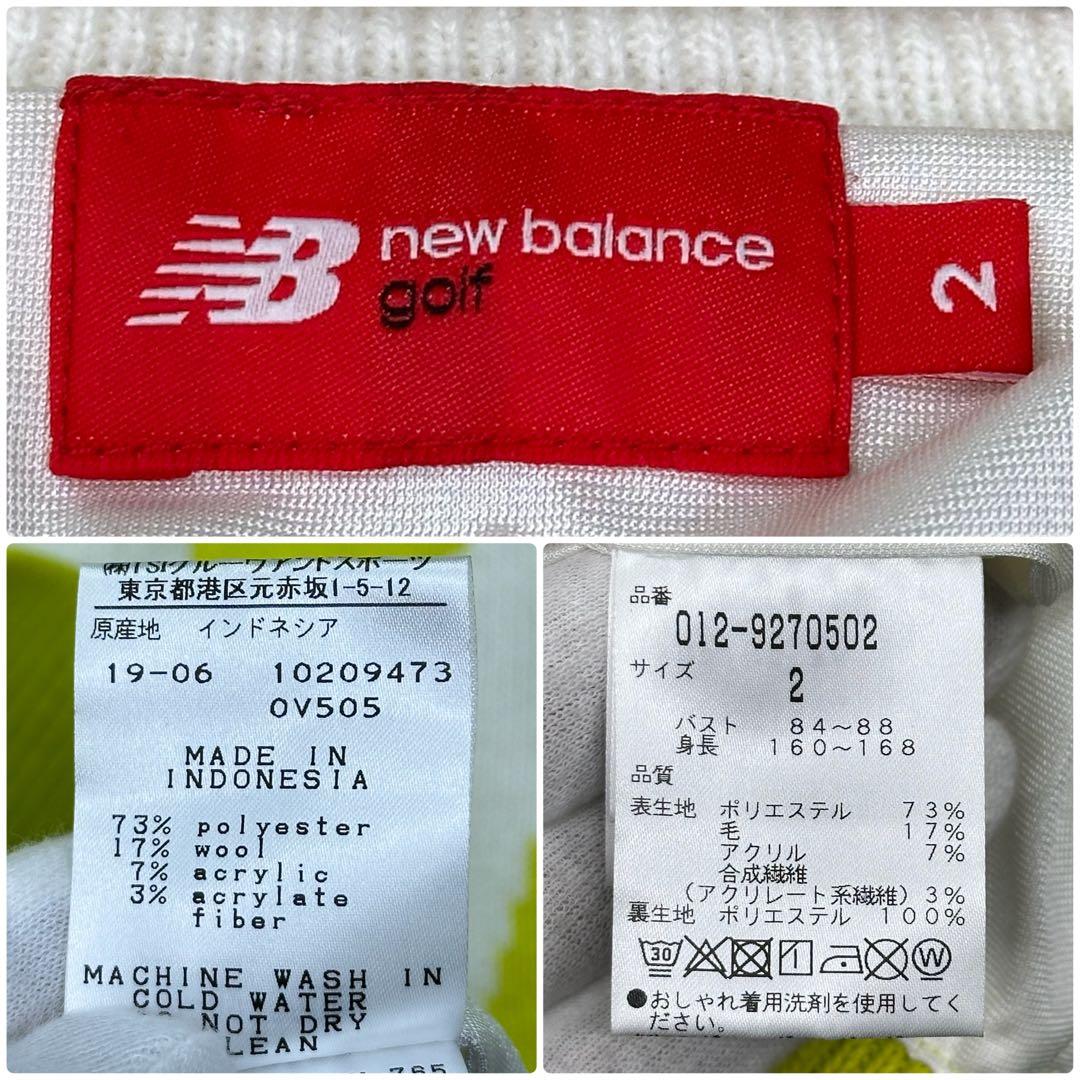 NB new balance
golf
2
㈱TSIグルーヴアンドスポーツ
東京都港区元赤坂1-5-12
原産地 インドネシア
19-06 10209473
0V505
MADE IN
INDONESIA
73% polyester
17% wool
7% acrylic
3% acrylate
fiber
MACHINE WASH IN
COLD WATER
NOT DRY
LEAN
品番
012-9270502
サイズ
2
バスト 84~88
身長 160~168
品質
表生地 ポリエステル 73%
毛 17%
アクリル 7%
合成繊維
(アクリレート系繊維) 3%
裏生地 ポリエステル 100%
30 W
●おしゃれ着用洗剤を使用してく
ださい。